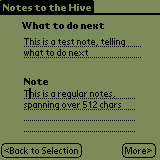 Notes to the Hive
What to do next
This is a test note, telling
what to do next
Note
This is a regular notes,
spanning over 512 chars
<Back to Selection
More>